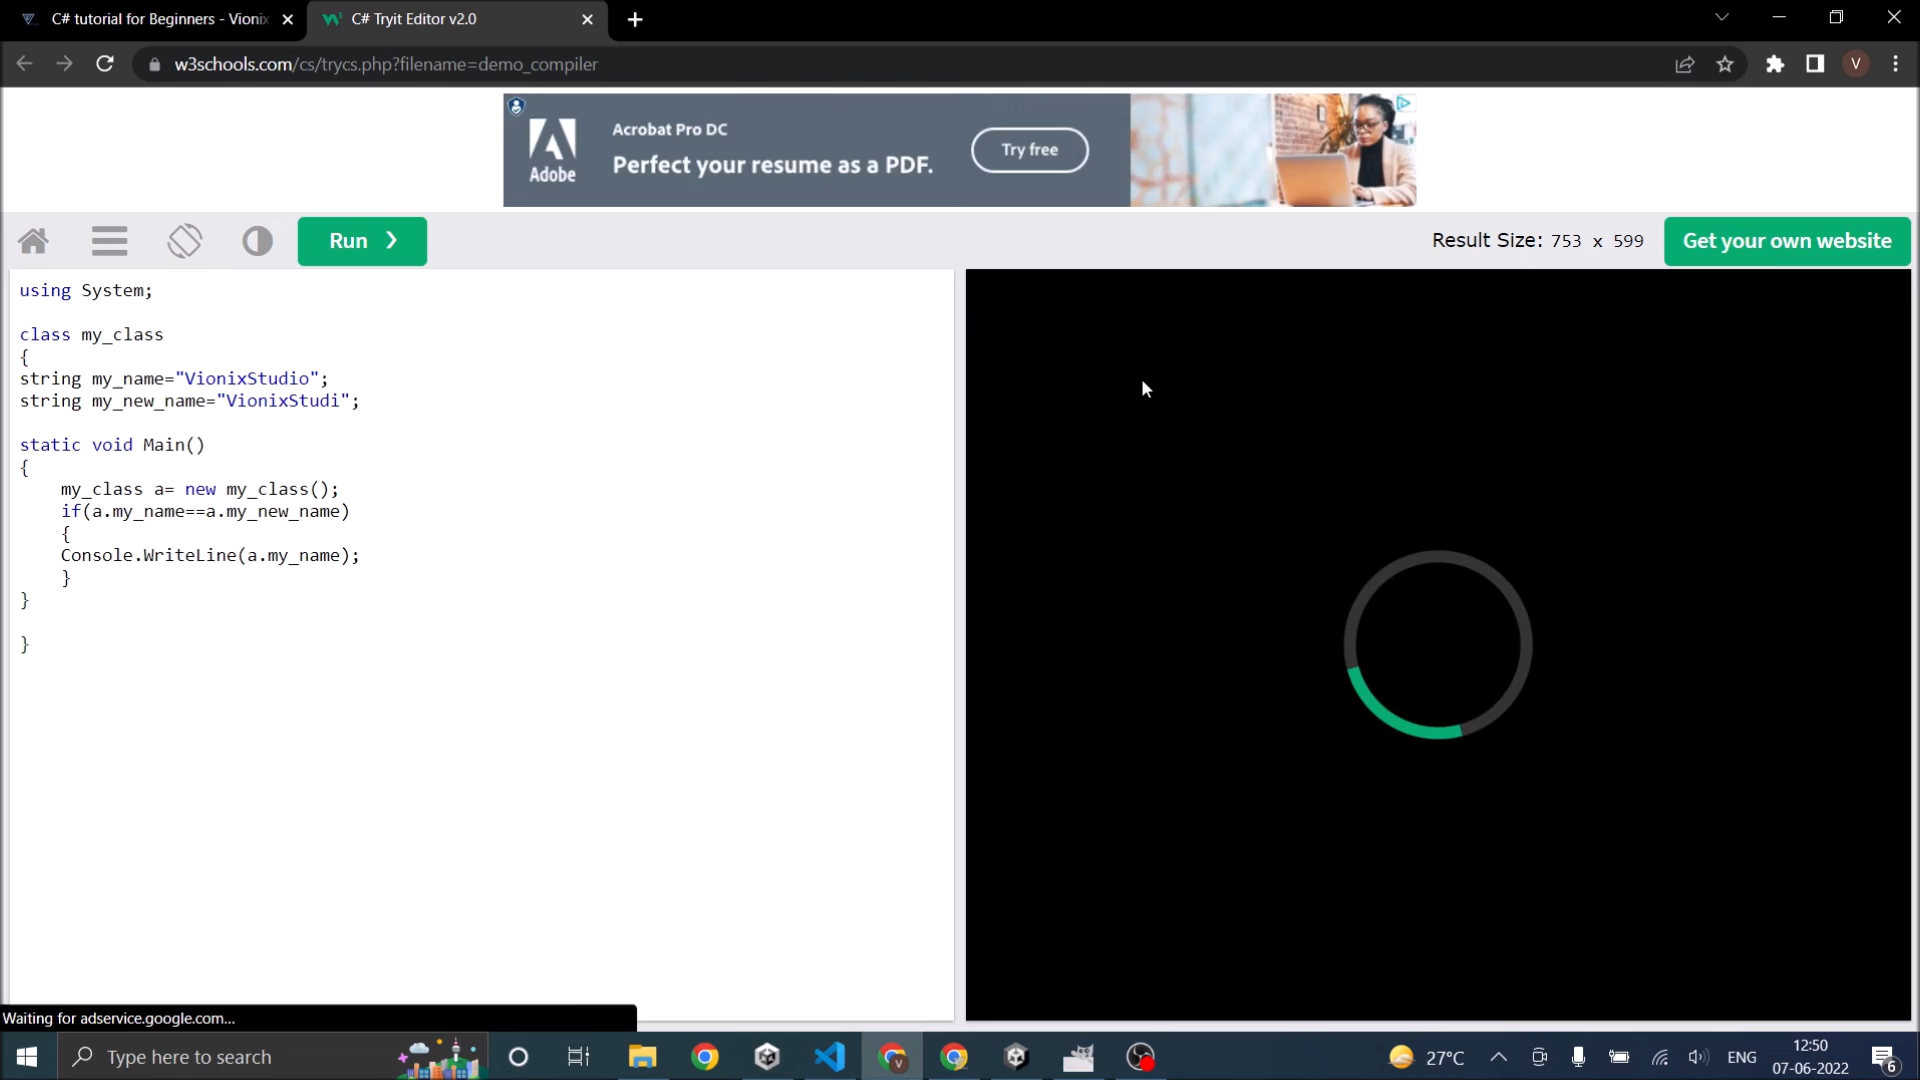 C# tutorial for Beginners - Vionix
C# Tryit Editor v2.0
w3schools.com/cs/trycs.php?filename=demo_compiler
V
Adobe
Acrobat Pro DC
Perfect your resume as a PDF.
Try free
Run ❯
Result Size: 753 x 599
Get your own website
using System;
class my_class
{
string my_name="VionixStudio";
string my_new_name="VionixStudi";
static void Main()
{
my_class a= new my_class();
if(a.my_name==a.my_new_name)
{
Console.WriteLine(a.my_name);
}
}
}
Waiting for adservice.google.com...
Type here to search
27°C
ENG
12:50
07-06-2022
6